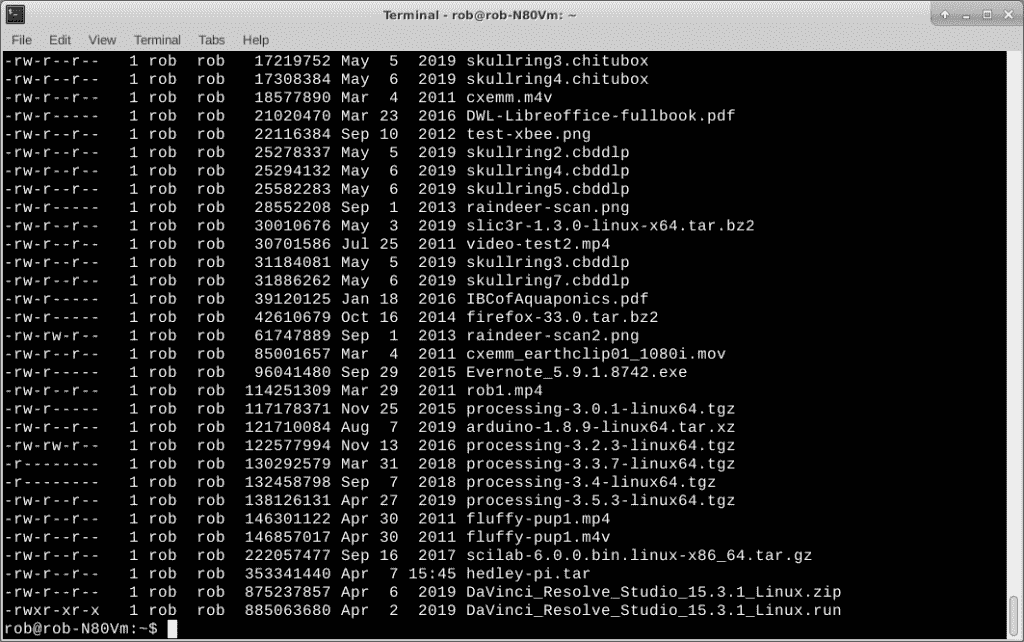 Terminal - rob@rob-N80Vm: ~
File Edit View Terminal Tabs Help
-rw-r--r-- 1 rob rob 17219752 May 5 2019 skullring3.chitubox
-rw-r--r-- 1 rob rob 17308384 May 6 2019 skullring4.chitubox
-rw-r--r-- 1 rob rob 18577890 Mar 4 2011 cxemm.m4v
-rw-r----- 1 rob rob 21020470 Mar 23 2016 DWL-Libreoffice-fullbook.pdf
-rw-r--r-- 1 rob rob 22116384 Sep 10 2012 test-xbee.png
-rw-r--r-- 1 rob rob 25278337 May 5 2019 skullring2.cbddlp
-rw-r--r-- 1 rob rob 25294132 May 6 2019 skullring4.cbddlp
-rw-r--r-- 1 rob rob 25582283 May 6 2019 skullring5.cbddlp
-rw-r----- 1 rob rob 28552208 Sep 1 2013 raindeer-scan.png
-rw-r--r-- 1 rob rob 30010676 May 3 2019 slic3r-1.3.0-linux-x64.tar.bz2
-rw-r--r-- 1 rob rob 30701586 Jul 25 2011 video-test2.mp4
-rw-r--r-- 1 rob rob 31184081 May 5 2019 skullring3.cbddlp
-rw-r--r-- 1 rob rob 31886262 May 6 2019 skullring7.cbddlp
-rw-r----- 1 rob rob 39120125 Jan 18 2016 IBCofAquaponics.pdf
-rw-r----- 1 rob rob 42610679 Oct 16 2014 firefox-33.0.tar.bz2
-rw-rw-r-- 1 rob rob 61747889 Sep 1 2013 raindeer-scan2.png
-rw-r--r-- 1 rob rob 85001657 Mar 4 2011 cxemm_earthclip01_1080i.mov
-rw-r----- 1 rob rob 96041480 Sep 29 2015 Evernote_5.9.1.8742.exe
-rw-r--r-- 1 rob rob 114251309 Mar 29 2011 rob1.mp4
-rw-r----- 1 rob rob 117178371 Nov 25 2015 processing-3.0.1-linux64.tgz
-rw-r--r-- 1 rob rob 121710084 Aug 7 2019 arduino-1.8.9-linux64.tar.xz
-rw-rw-r-- 1 rob rob 122577994 Nov 13 2016 processing-3.2.3-linux64.tgz
-r-------- 1 rob rob 130292579 Mar 31 2018 processing-3.3.7-linux64.tgz
-r-------- 1 rob rob 132458798 Sep 7 2018 processing-3.4-linux64.tgz
-rw-r--r-- 1 rob rob 138126131 Apr 27 2019 processing-3.5.3-linux64.tgz
-rw-r--r-- 1 rob rob 146301122 Apr 30 2011 fluffy-pup1.mp4
-rw-r--r-- 1 rob rob 146857017 Apr 30 2011 fluffy-pup1.m4v
-rw-r--r-- 1 rob rob 222057477 Sep 16 2017 scilab-6.0.0.bin.linux-x86_64.tar.gz
-rw-r--r-- 1 rob rob 353341440 Apr 7 15:45 hedley-pi.tar
-rw-r--r-- 1 rob rob 875237857 Apr 6 2019 DaVinci_Resolve_Studio_15.3.1_Linux.zip
-rwxr-xr-x 1 rob rob 885063680 Apr 2 2019 DaVinci_Resolve_Studio_15.3.1_Linux.run
rob@rob-N80Vm:~$